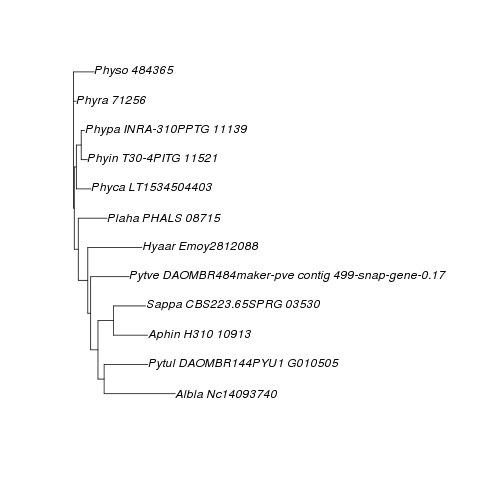 Physo 484365
Phyra 71256
Phypa INRA-310PPTG 11139
Phyin T30-4PITG 11521
Phyca LT1534504403
Plaha PHALS 08715
Hyaar Emoy2812088
Pytve DAOMBR484maker-pve contig 499-snap-gene-0.17
Sappa CBS223.65SPRG 03530
Aphin H310 10913
Pytul DAOMBR144PYU1 G010505
Albla Nc14093740